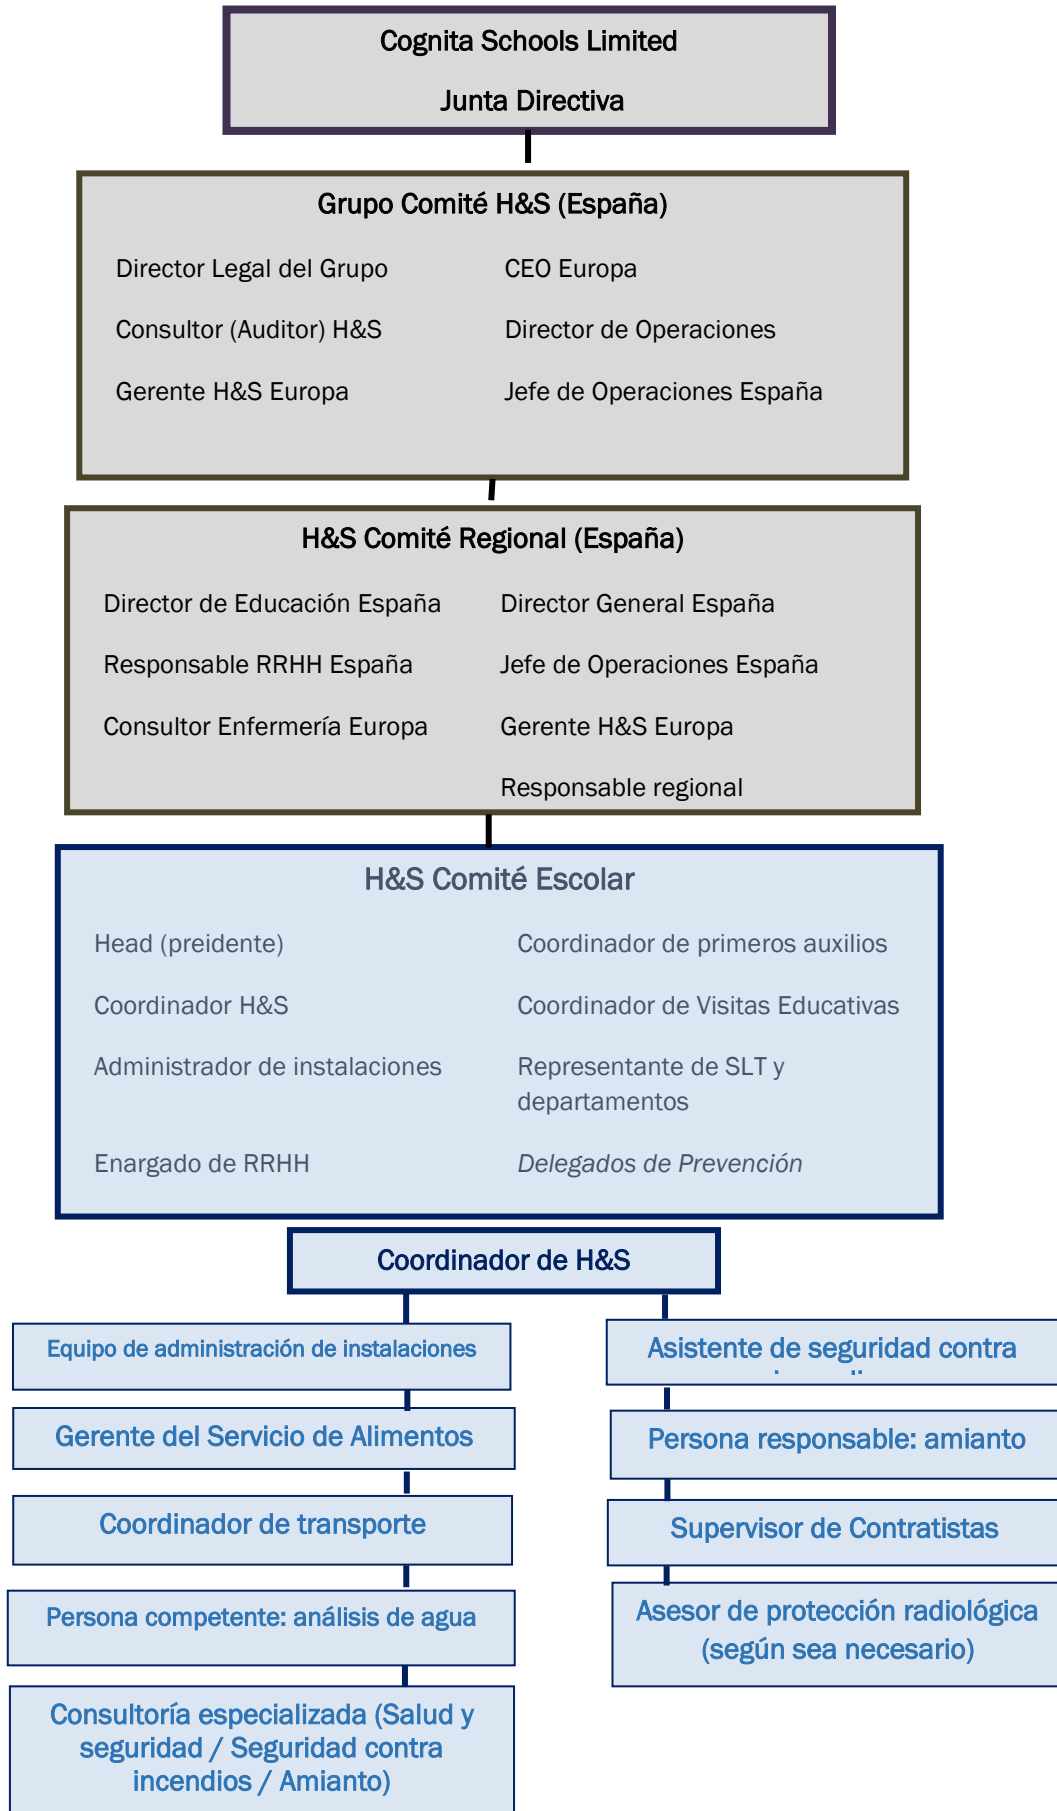 Cognita Schools Limited
Junta Directiva
Grupo Comité H&S (España)
Director Legal del Grupo
CEO Europa
Consultor (Auditor) H&S
Director de Operaciones
Gerente H&S Europa
Jefe de Operaciones España
H&S Comité Regional (España)
Director de Educación España
Director General España
Responsable RRHH España
Jefe de Operaciones España
Consultor Enfermería Europa
Gerente H&S Europa
Responsable regional
H&S Comité Escolar
Head (preidente)
Coordinador de primeros auxilios
Coordinador H&S
Coordinador de Visitas Educativas
Administrador de instalaciones
Representante de SLT y
departamentos
Enargado de RRHH
Delegados de Prevención
Coordinador de H&S
Equipo de administración de instalaciones
Asistente de seguridad contra
Gerente del Servicio de Alimentos
Persona responsable: amianto
Coordinador de transporte
Supervisor de Contratistas
Persona competente: análisis de agua
Asesor de protección radiológica
(según sea necesario)
Consultoría especializada (Salud y
seguridad / Seguridad contra
incendios / Amianto)